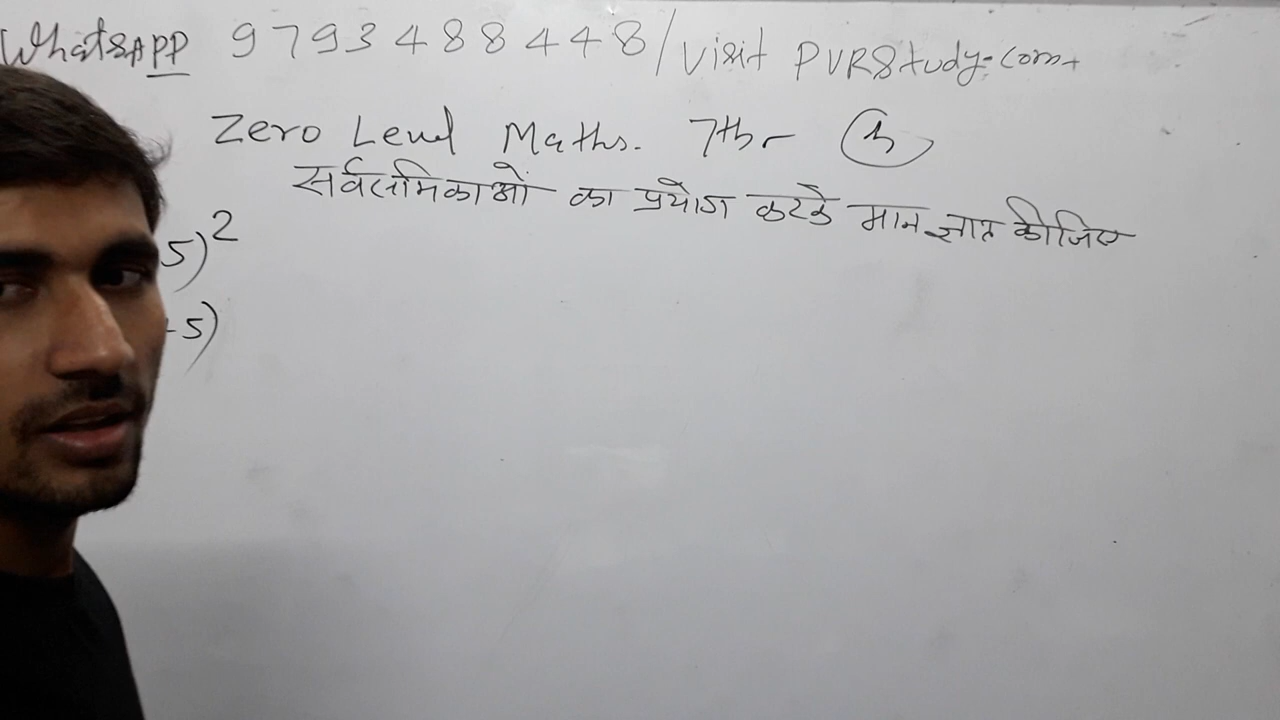 WhatsAPP 9793488448/visit PVRStudy.com
Zero Level Maths. 7th
सर्वसमिकाओं का प्रयोग करके मान ज्ञात कीजिए
5)²
-5)